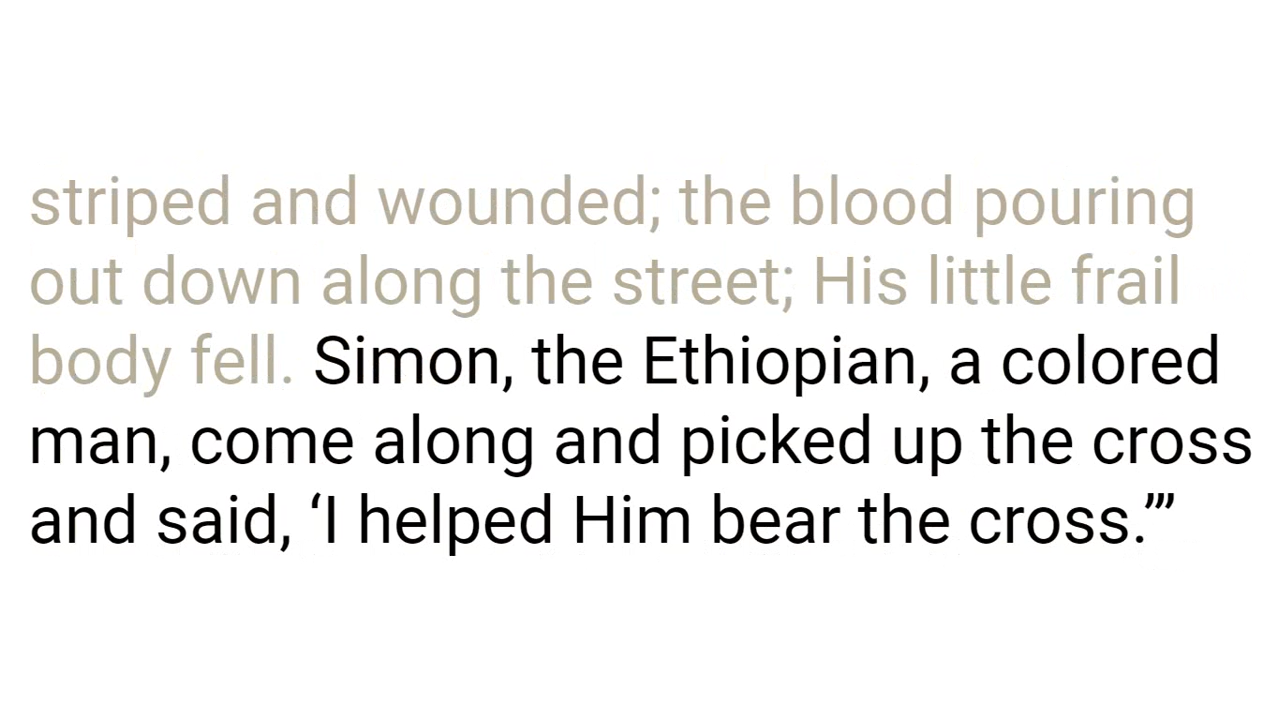 striped and wounded; the blood pouring
out down along the street; His little frail
body fell. Simon, the Ethiopian, a colored
man, come along and picked up the cross
and said, ‘I helped Him bear the cross.’”